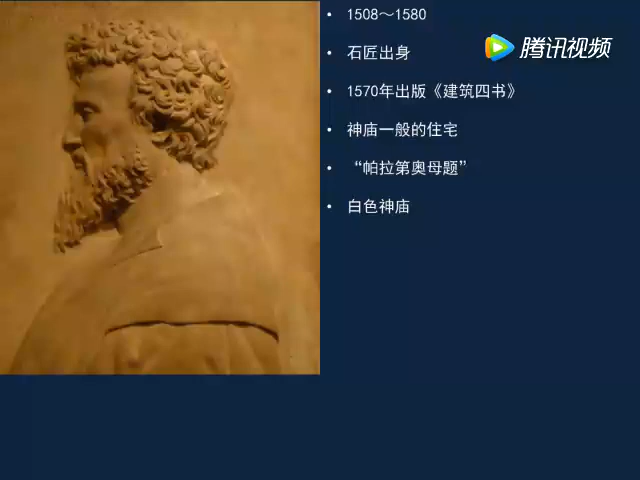 1508～1580
腾讯视频
石匠出身
1570年出版《建筑四书》
神庙一般的住宅
“帕拉第奥母题”
白色神庙